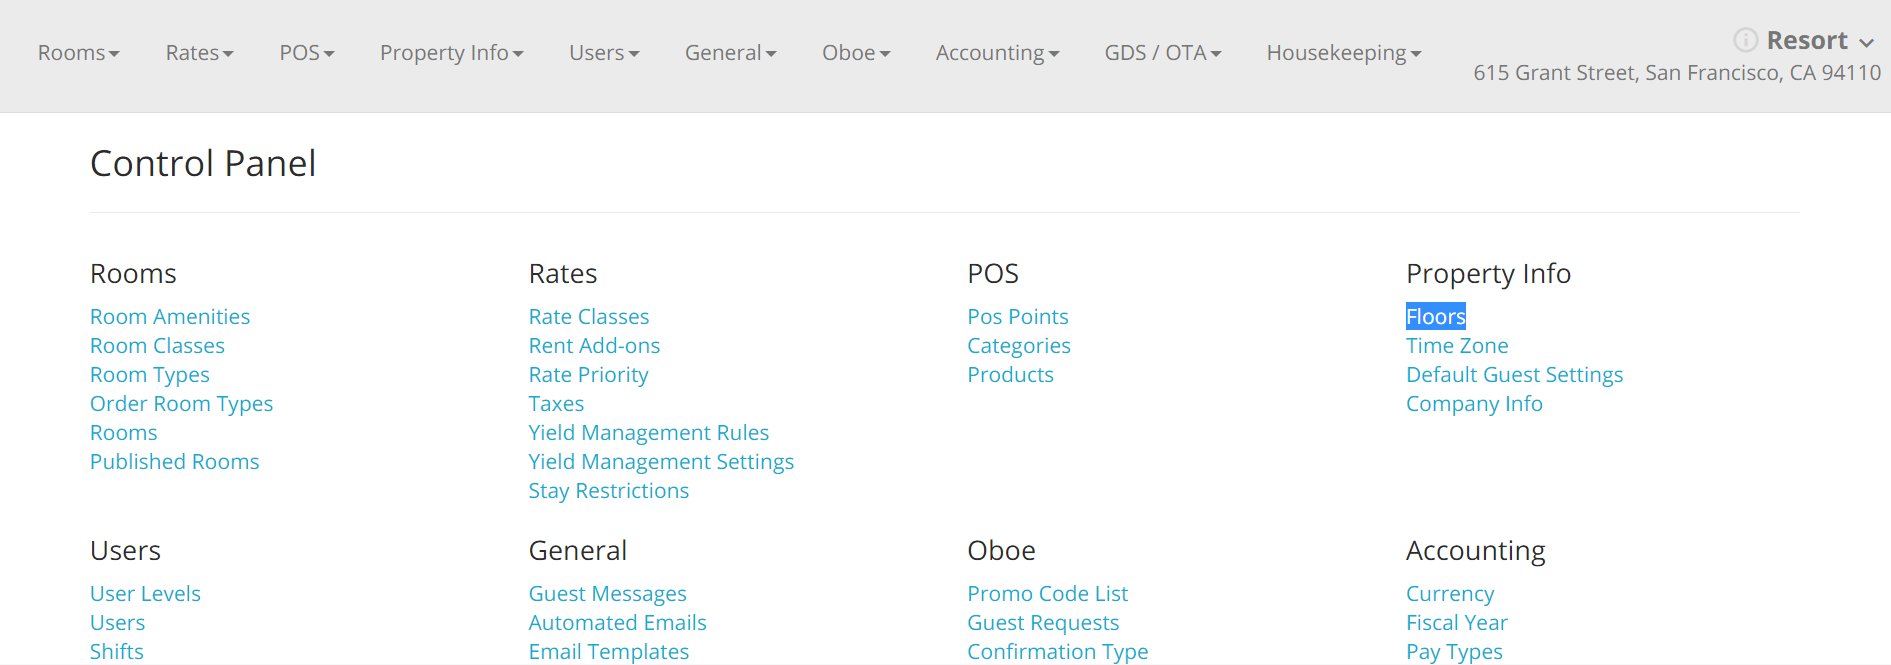 Rooms Rates POS Property Info Users General Oboe Accounting GDS / OTA Housekeeping Resort
615 Grant Street, San Francisco, CA 94110
Control Panel
Rooms
Room Amenities
Room Classes
Room Types
Order Room Types
Rooms
Published Rooms
Rates
Rate Classes
Rent Add-ons
Rate Priority
Taxes
Yield Management Rules
Yield Management Settings
Stay Restrictions
POS
Pos Points
Categories
Products
Property Info
Floors
Time Zone
Default Guest Settings
Company Info
Users
User Levels
Users
Shifts
General
Guest Messages
Automated Emails
Email Templates
Oboe
Promo Code List
Guest Requests
Confirmation Type
Accounting
Currency
Fiscal Year
Pay Types